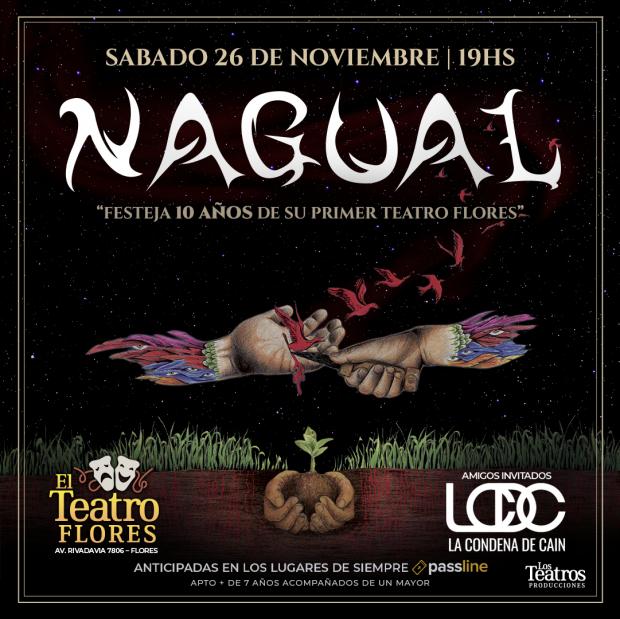 SABADO 26 DE NOVIEMBRE | 19HS
NAGUAL
"FESTEJA 10 AÑOS DE SU PRIMER TEATRO FLORES"
El
Teatro
FLORES
AV. RIVADAVIA 7806 - FLORES
AMIGOS INVITADOS
LCDC
LA CONDENA DE CAIN
ANTICIPADAS EN LOS LUGARES DE SIEMPRE passline
APTO + DE 7 AÑOS ACOMPAÑADOS DE UN MAYOR
Los
Teatros
PRODUCCIONES